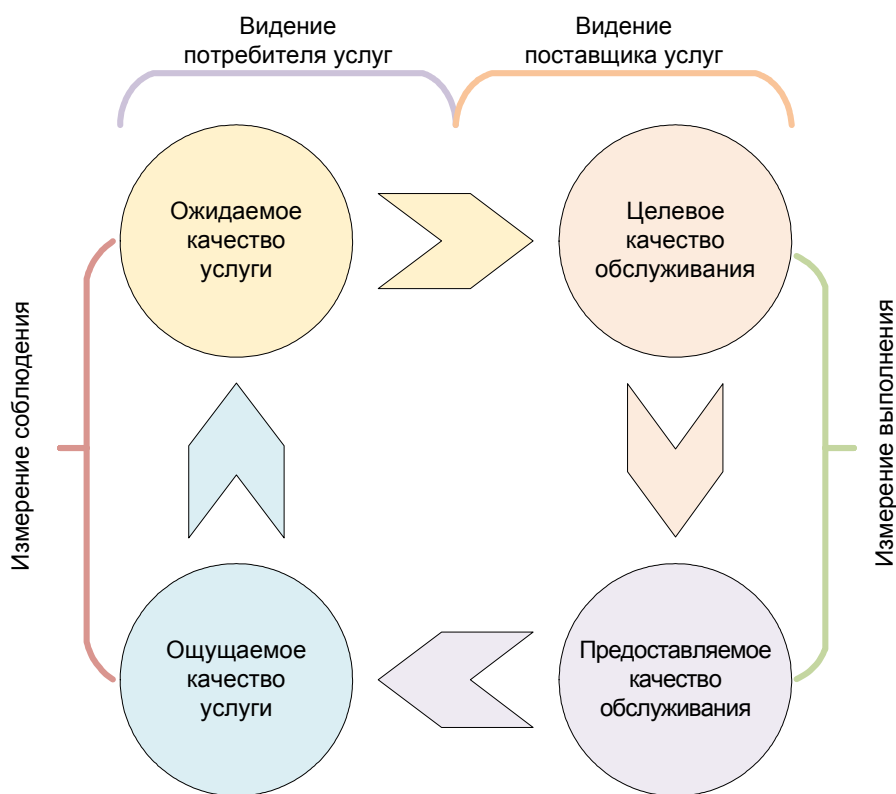 Видение
потребителя услуг
Видение
поставщика услуг
Ожидаемое
качество
услуги
Целевое
качество
обслуживания
Измерение соблюдения
Измерение выполнения
Ощущаемое
качество
услуги
Предоставляемое
качество
обслуживания